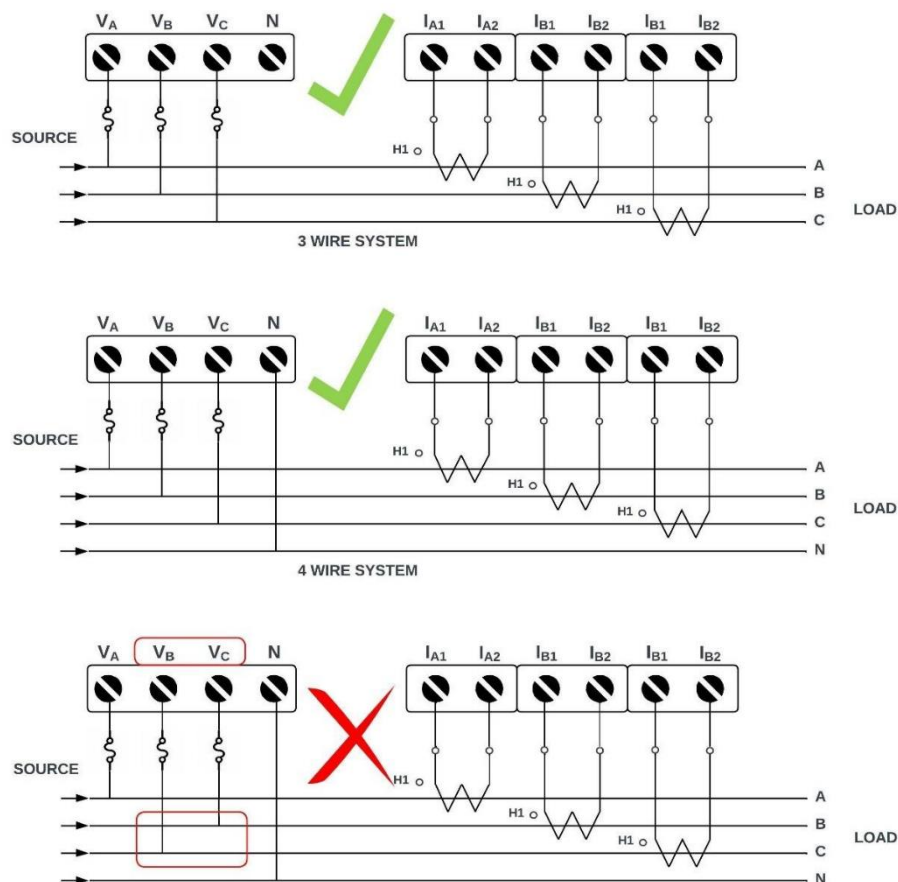 VA VB VC N IA1 IA2 IB1 IB2 IB1 IB2
SOURCE
H1
A
H1
B
H1
C
LOAD
3 WIRE SYSTEM
VA VB VC N IA1 IA2 IB1 IB2 IB1 IB2
SOURCE
H1
A
H1
B
H1
C
LOAD
N
4 WIRE SYSTEM
VA VB VC N IA1 IA2 IB1 IB2 IB1 IB2
SOURCE
H1
A
H1
B
H1
C
LOAD
N